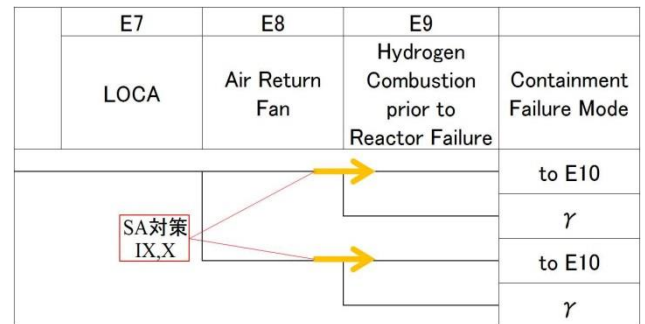 E7
E8
E9
LOCA
Air Return
Fan
Hydrogen
Combustion
prior to
Reactor Failure
Containment
Failure Mode
to E10
γ
SA対策
IX,X
to E10
γ